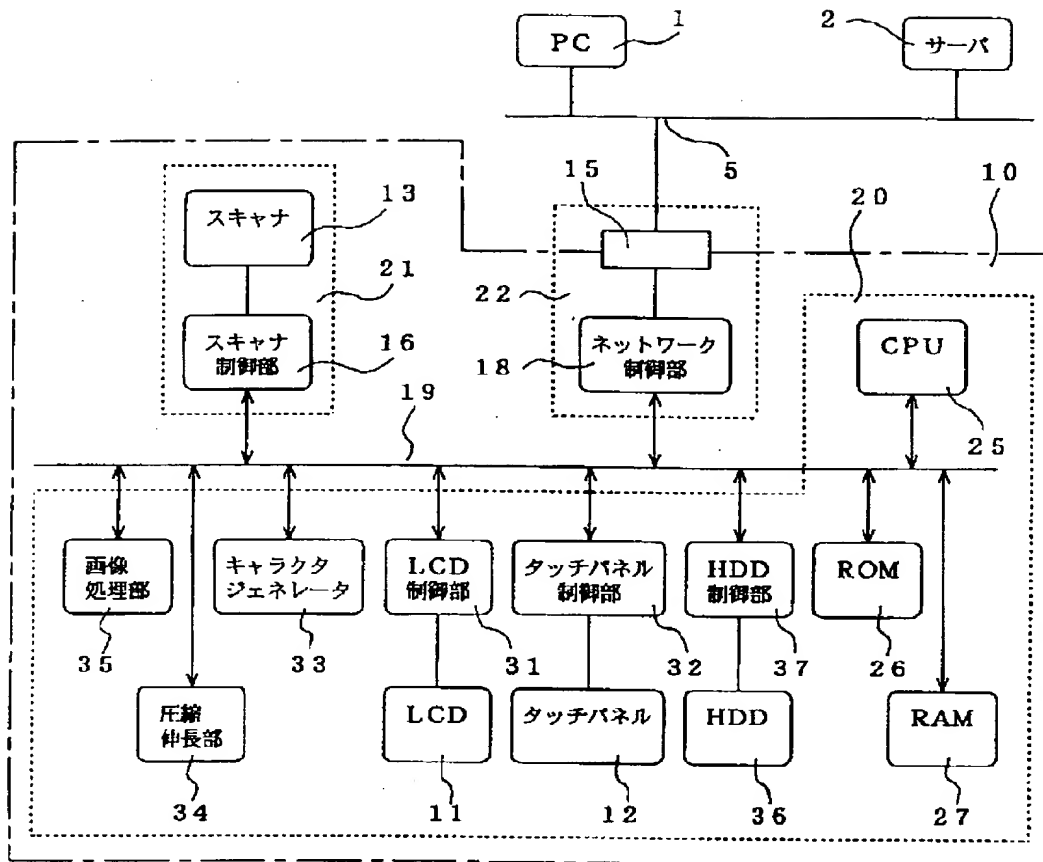 PC
1
2
サーバ
5
スキャナ
13
15
20
10
21
22
スキャナ
制御部
16
ネットワーク
制御部
18
CPU
25
19
画像
処理部
35
キャラクタ
ジェネレータ
33
LCD
制御部
31
タッチパネル
制御部
32
HDD
制御部
37
ROM
26
圧縮
伸長部
34
LCD
11
タッチパネル
12
HDD
36
RAM
27